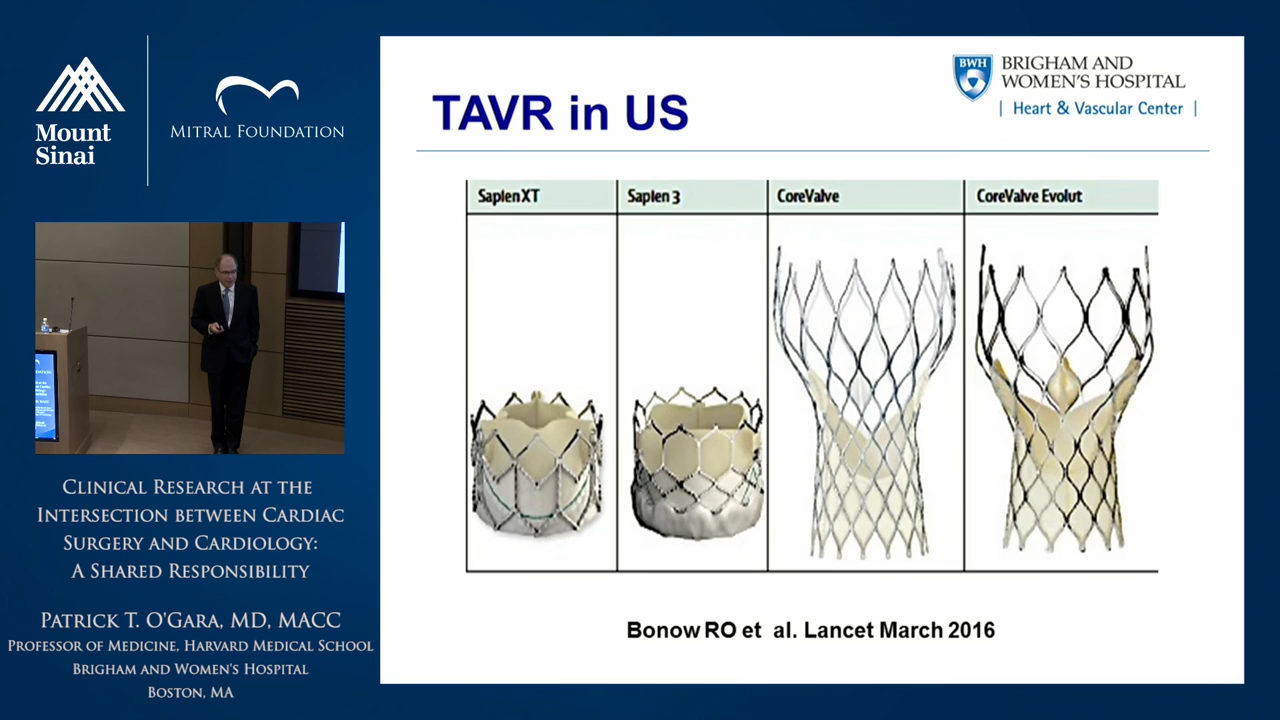 Mount
Sinai
MITRAL FOUNDATION
CLINICAL RESEARCH AT THE
INTERSECTION BETWEEN CARDIAC
SURGERY AND CARDIOLOGY:
A SHARED RESPONSIBILITY
PATRICK T. O'GARA, MD, MACC
PROFESSOR OF MEDICINE, HARVARD MEDICAL SCHOOL
BRIGHAM AND WOMEN'S HOSPITAL
BOSTON, MA
TAVR in US
BWH
BRIGHAM AND
WOMEN'S HOSPITAL
| Heart & Vascular Center |
Sapien XT Sapien 3 CoreValve CoreValve Evolut
Bonow RO et al. Lancet March 2016